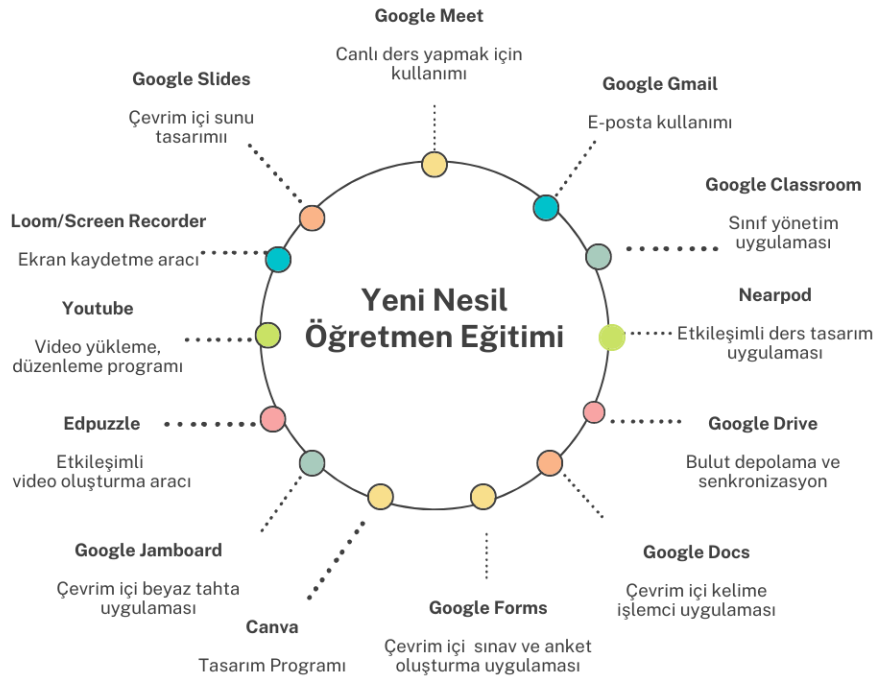 Google Meet
Canlı ders yapmak için
kullanımı
Google Gmail
E-posta kullanımı
Google Classroom
Sınıf yönetim
uygulaması
Nearpod
Etkileşimli ders tasarım
uygulaması
Google Drive
Bulut depolama ve
senkronizasyon
Google Docs
Çevrim içi kelime
işlemci uygulaması
Google Forms
Çevrim içi  sınav ve anket
oluşturma uygulaması
Canva
Tasarım Programı
Google Jamboard
Çevrim içi beyaz tahta
uygulaması
Edpuzzle
Etkileşimli
video oluşturma aracı
Youtube
Video yükleme,
düzenleme programı
Loom/Screen Recorder
Ekran kaydetme aracı
Google Slides
Çevrim içi sunu
tasarımıı
Yeni Nesil
Öğretmen Eğitimi